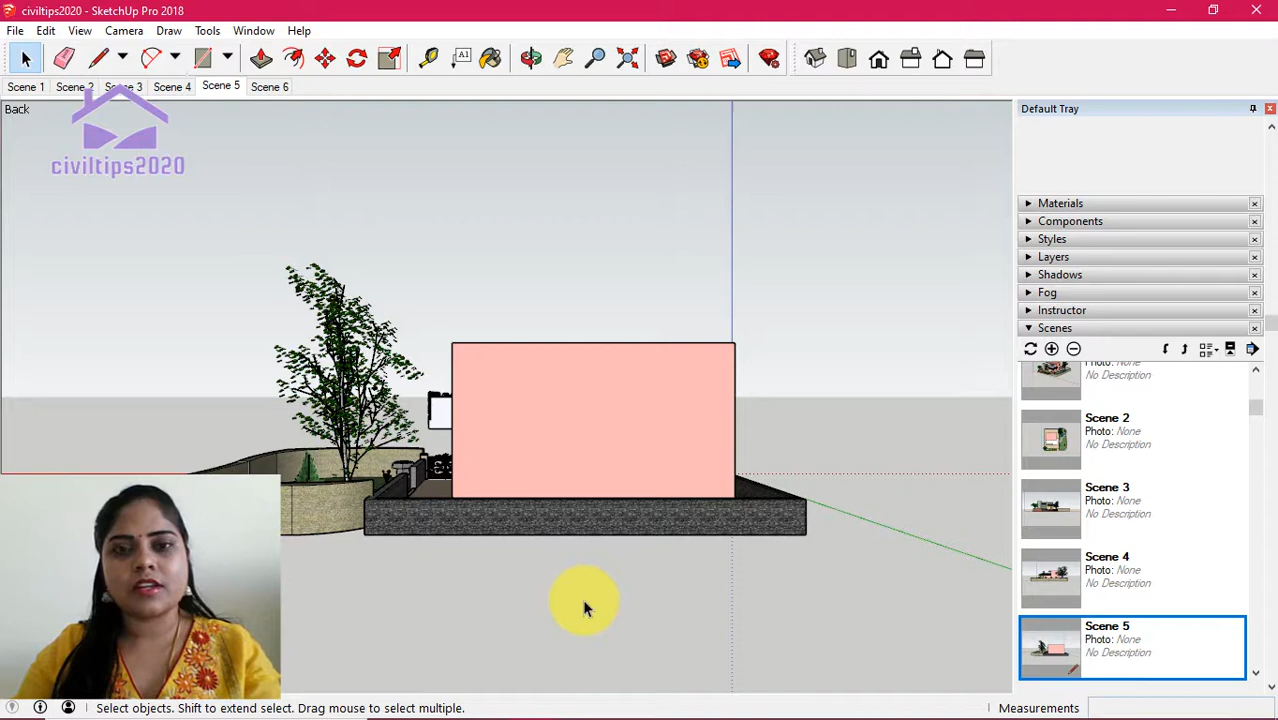 civiltips2020 - SketchUp Pro 2018
File Edit View Camera Draw Tools Window Help
A1
Scene 1 Scene 2 Scene 3 Scene 4 Scene 5 Scene 6
Back
civiltips2020
Default Tray
Materials
Components
Styles
Layers
Shadows
Fog
Instructor
Scenes
Photo: None
No Description
Scene 2
Photo: None
No Description
Scene 3
Photo: None
No Description
Scene 4
Photo: None
No Description
Scene 5
Photo: None
No Description
Select objects. Shift to extend select. Drag mouse to select multiple.
Measurements